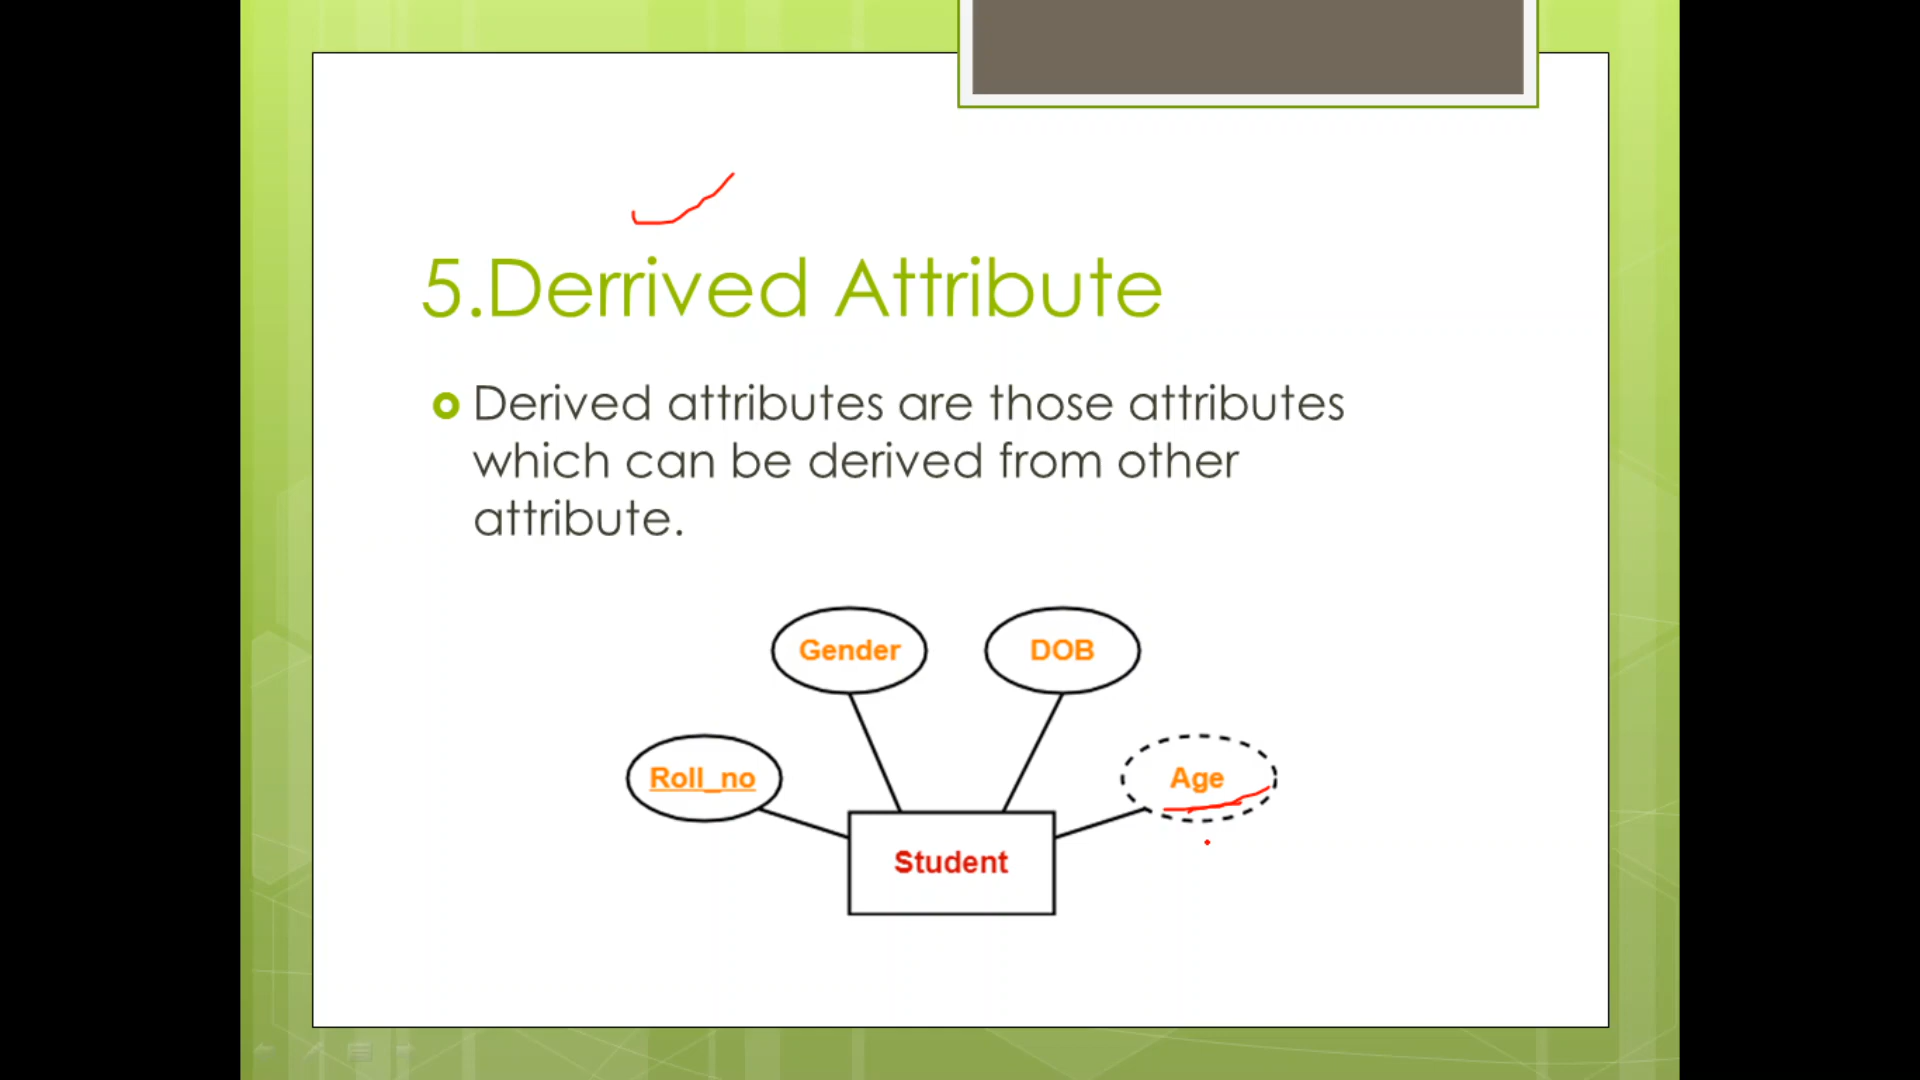 5.Derrived Attribute
Derived attributes are those attributes
which can be derived from other
attribute.
Gender
DOB
Roll_no
Age
Student